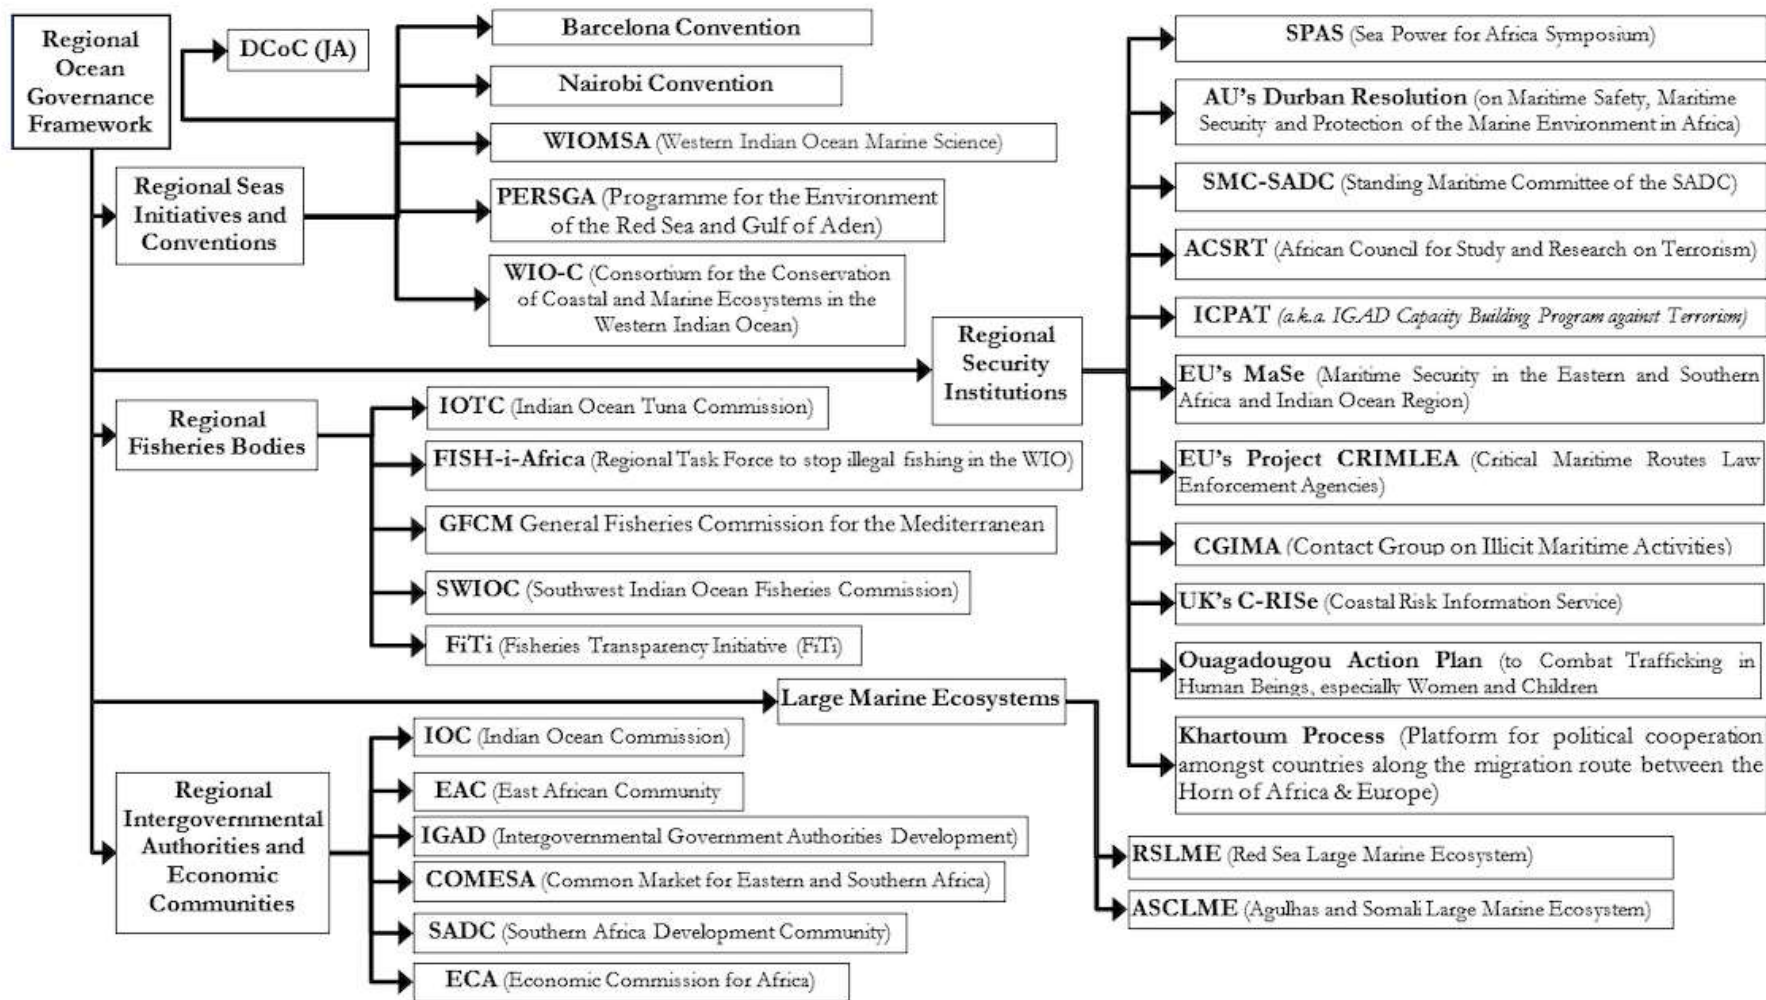 Regional
Ocean
Governance
Framework
DCoC (JA)
Regional Seas
Initiatives and
Conventions
Barcelona Convention
Nairobi Convention
WIOMSA (Western Indian Ocean Marine Science)
PERSGA (Programme for the Environment
of the Red Sea and Gulf of Aden)
WIO-C (Consortium for the Conservation
of Coastal and Marine Ecosystems in the
Western Indian Ocean)
Regional
Security
Institutions
SPAS (Sea Power for Africa Symposium)
AU's Durban Resolution (on Maritime Safety, Maritime
Security and Protection of the Marine Environment in Africa)
SMC-SADC (Standing Maritime Committee of the SADC)
ACSRT (African Council for Study and Research on Terrorism)
ICPAT (a.k.a. IGAD Capacity Building Program against Terrorism)
EU's MaSe (Maritime Security in the Eastern and Southern
Africa and Indian Ocean Region)
EU's Project CRIMLEA (Critical Maritime Routes Law
Enforcement Agencies)
CGIMA (Contact Group on Illicit Maritime Activities)
UK's C-RISe (Coastal Risk Information Service)
Ouagadougou Action Plan (to Combat Trafficking in
Human Beings, especially Women and Children
Khartoum Process (Platform for political cooperation
amongst countries along the migration route between the
Horn of Africa & Europe)
Regional
Fisheries Bodies
IOTC (Indian Ocean Tuna Commission)
FISH-i-Africa (Regional Task Force to stop illegal fishing in the WIO)
GFCM General Fisheries Commission for the Mediterranean
SWIOC (Southwest Indian Ocean Fisheries Commission)
FiTi (Fisheries Transparency Initiative (FiTi)
Large Marine Ecosystems
RSLME (Red Sea Large Marine Ecosystem)
ASCLME (Agulhas and Somali Large Marine Ecosystem)
Regional
Intergovernmental
Authorities and
Economic
Communities
IOC (Indian Ocean Commission)
EAC (East African Community
IGAD (Intergovernmental Government Authorities Development)
COMESA (Common Market for Eastern and Southern Africa)
SADC (Southern Africa Development Community)
ECA (Economic Commission for Africa)